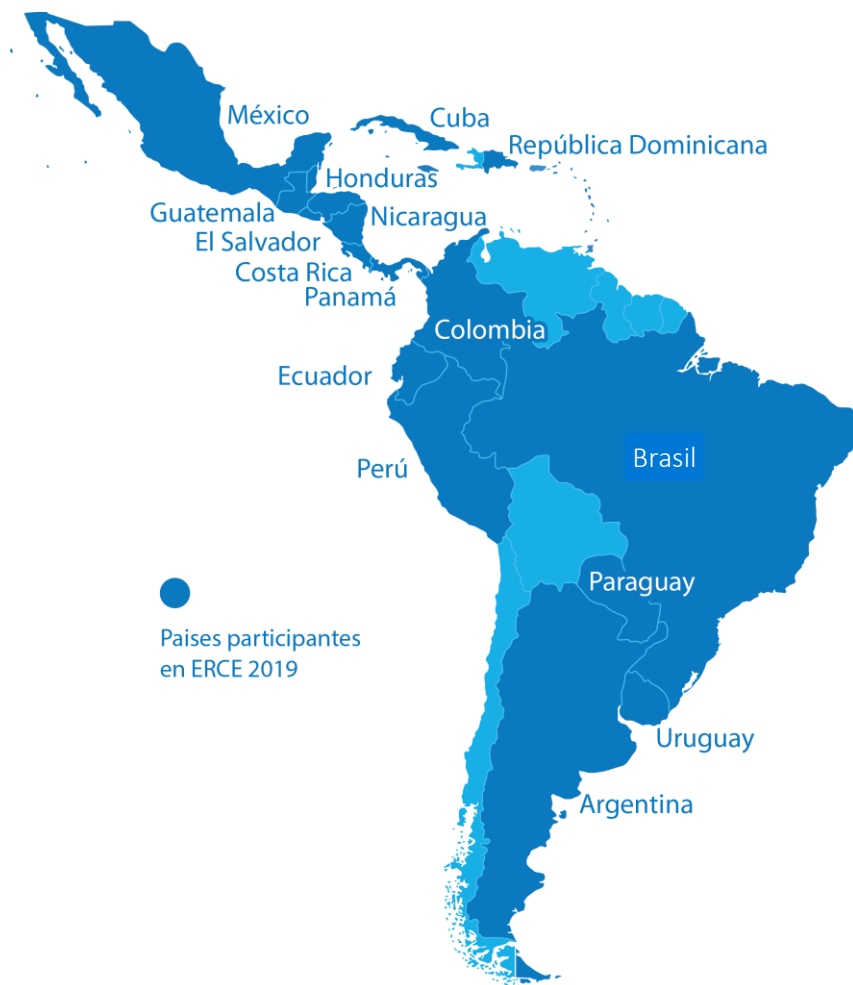 México
Cuba
República Dominicana
Honduras
Guatemala
Nicaragua
El Salvador
Costa Rica
Panamá
Colombia
Ecuador
Brasil
Perú
Paraguay
Paises participantes
en ERCE 2019
Uruguay
Argentina